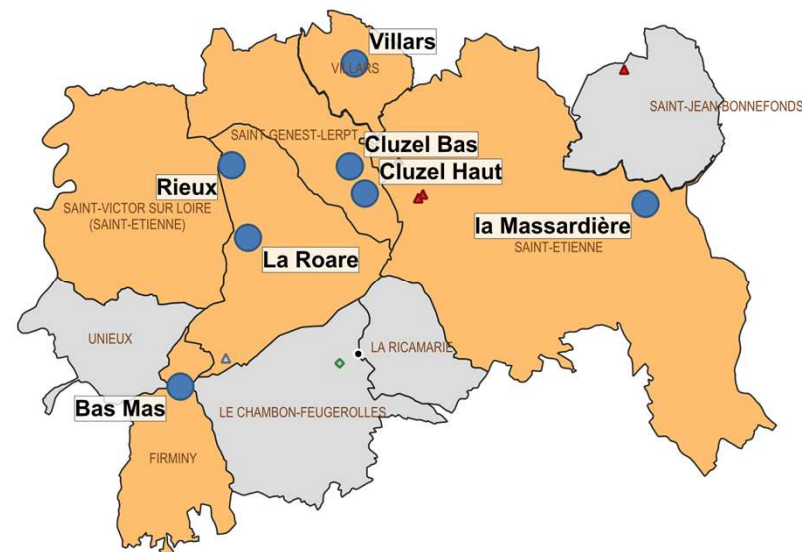 Villars
VILLARS
SAINT-JEAN-BONNEFONDS
SAINT-GENEST-LERPT
Cluzel Bas
Cluzel Haut
Rieux
SAINT-VICTOR SUR LOIRE
(SAINT-ETIENNE)
la Massardière
SAINT-ETIENNE
La Roare
UNIEUX
LA RICAMARIE
Bas Mas
LE CHAMBON-FEUGEROLLES
FIRMINY